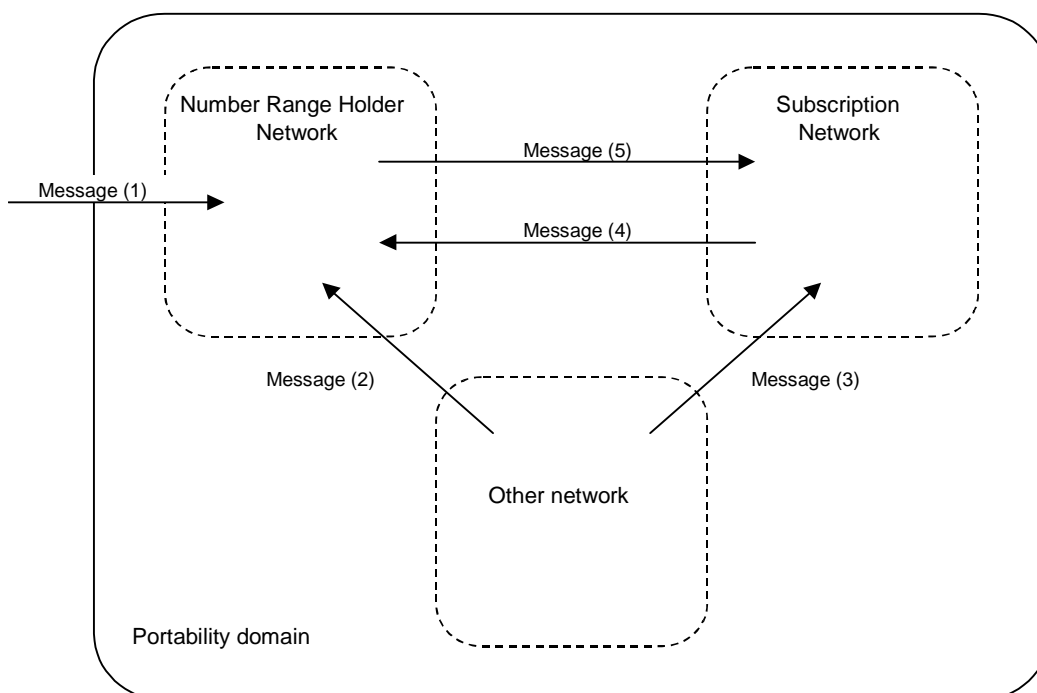 Number Range Holder
Network
Subscription
Network
Message (5)
Message (1)
Message (4)
Message (2)
Message (3)
Other network
Portability domain